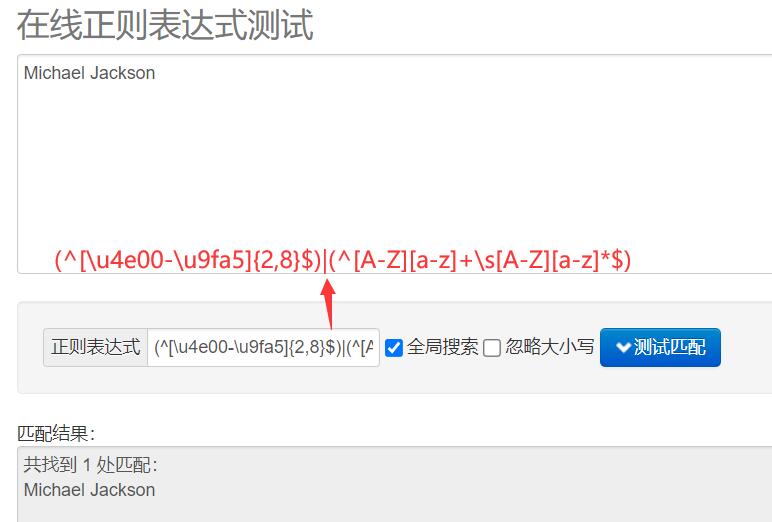 在线正则表达式测试
Michael Jackson
(^[\u4e00-\u9fa5]{2,8}$)|(^[A-Z][a-z]+\s[A-Z][a-z]*$)
正则表达式 (^[\u4e00-\u9fa5]{2,8}$)|(^[A 全局搜索 忽略大小写 测试匹配
匹配结果：
共找到 1 处匹配：
Michael Jackson